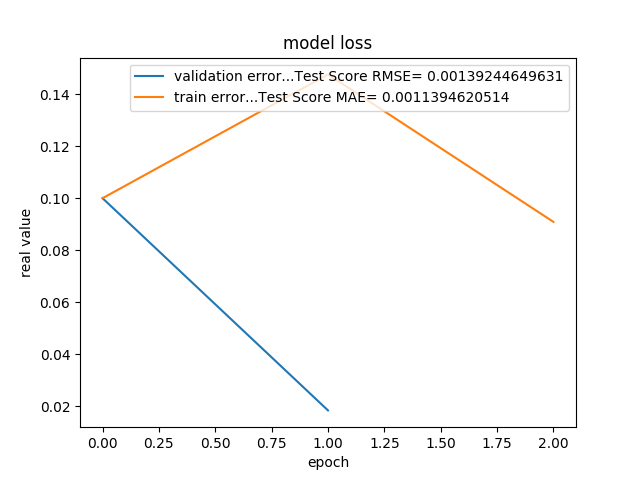 model loss
validation error...Test Score RMSE= 0.00139244649631
train error...Test Score MAE= 0.0011394620514
real value
0.14
0.12
0.10
0.08
0.06
0.04
0.02
0.00 0.25 0.50 0.75 1.00 1.25 1.50 1.75 2.00
epoch